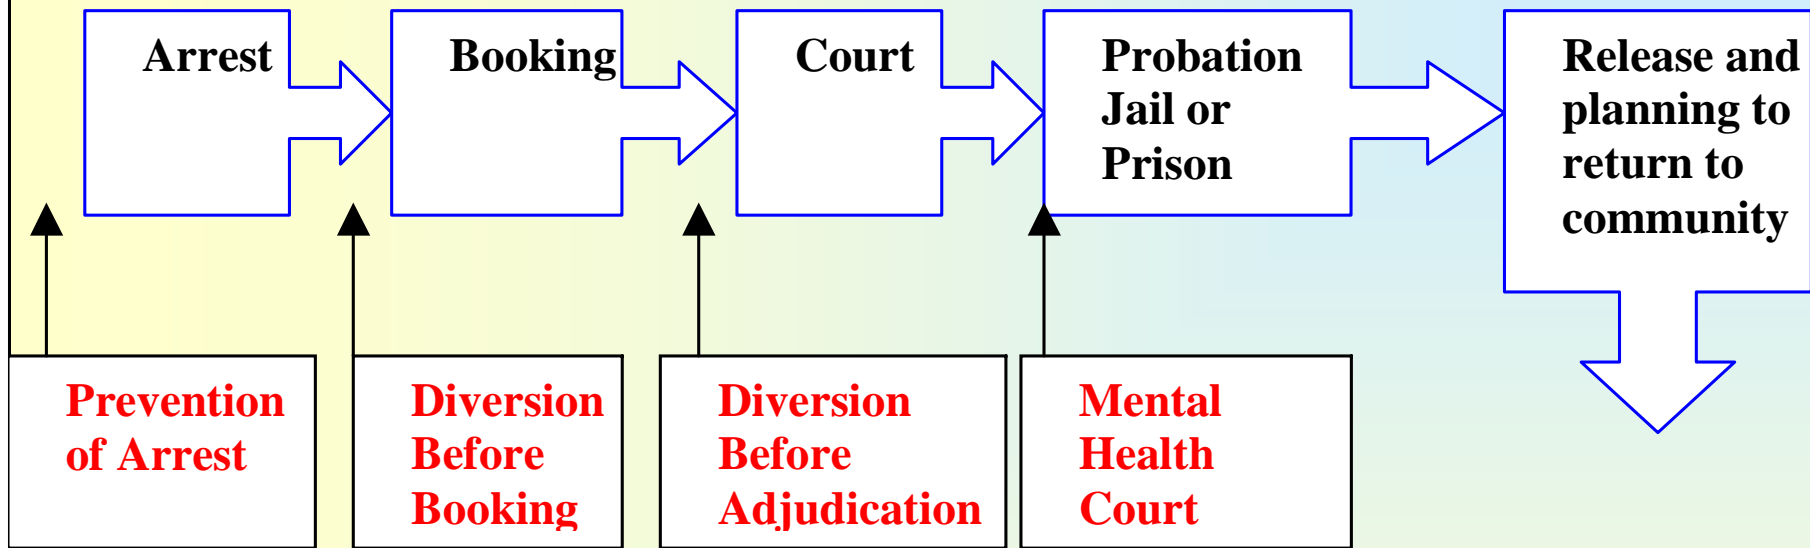 Arrest
Booking
Court
Probation
Jail or
Prison
Release and
planning to
return to
community
Prevention
of Arrest
Diversion
Before
Booking
Diversion
Before
Adjudication
Mental
Health
Court